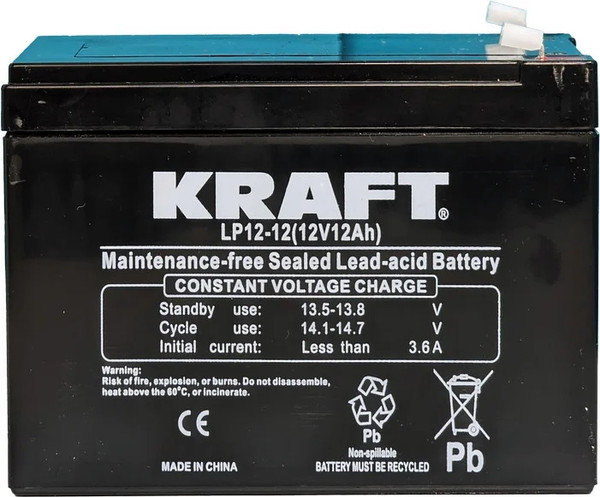 KRAFT®
LP12-12(12V12Ah)
Maintenance-free Sealed Lead-acid Battery
CONSTANT VOLTAGE CHARGE
Standby use: 13.5-13.8 V
Cycle use: 14.1-14.7 V
Initial current: Less than 3.6A
Warning:
Risk of fire, explosion, or burns. Do not disassemble,
heat above the 60°C, or incinerate.
CE
Pb
Non-spillable
MADE IN CHINA
BATTERY MUST BE RECYCLED
Pb